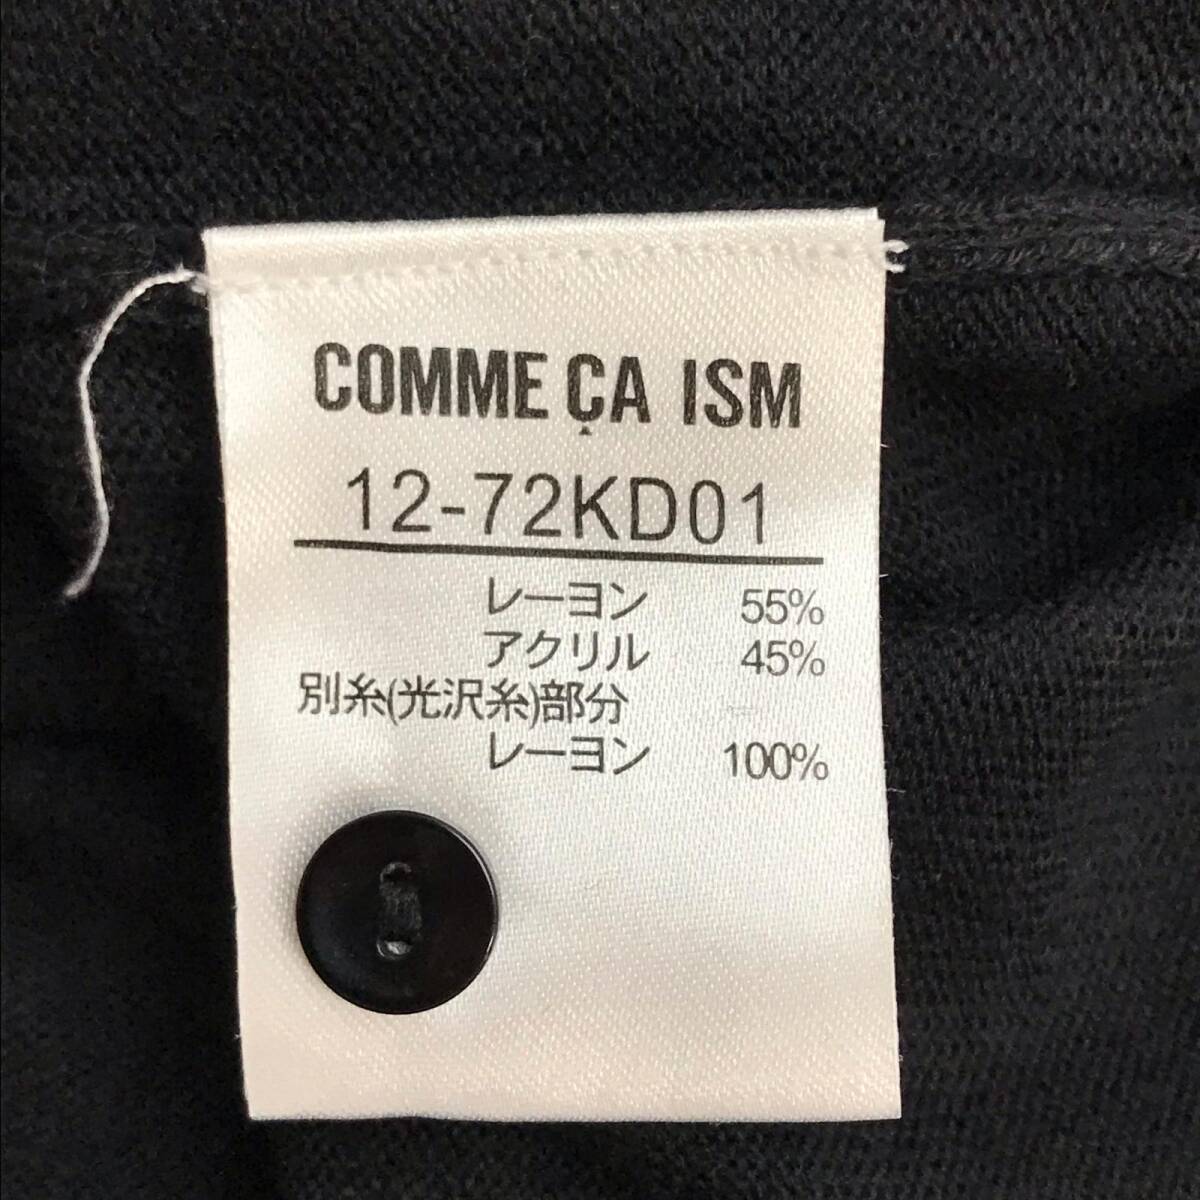 COMME ÇA ISM
12-72KD01
レーヨン 55%
アクリル 45%
別糸(光沢糸)部分
レーヨン 100%